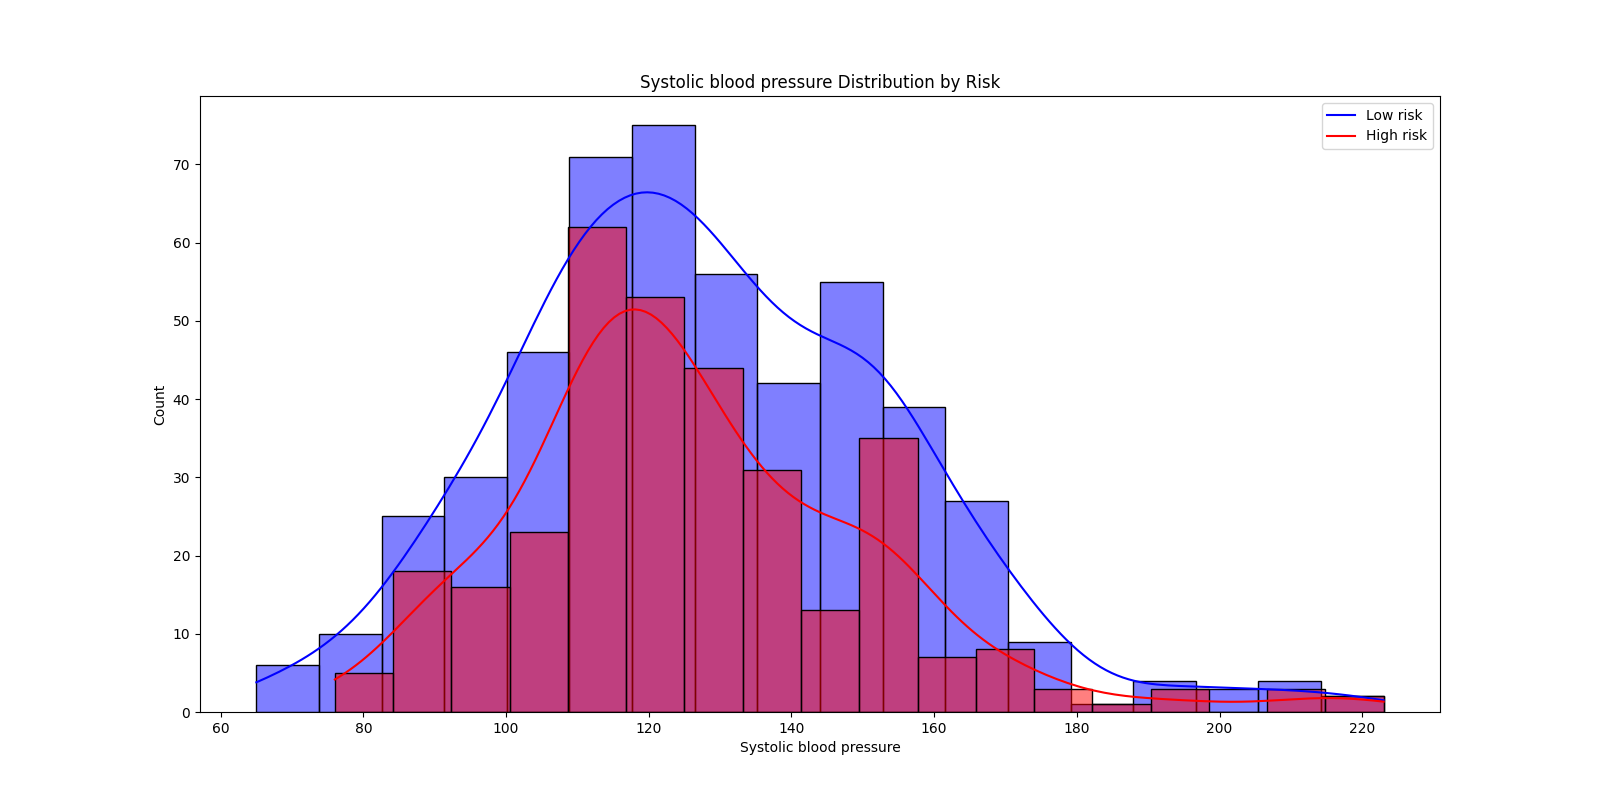 Systolic blood pressure Distribution by Risk
Low risk
High risk
70
60
50
40
30
20
10
0
Count
60 80 100 120 140 160 180 200 220
Systolic blood pressure